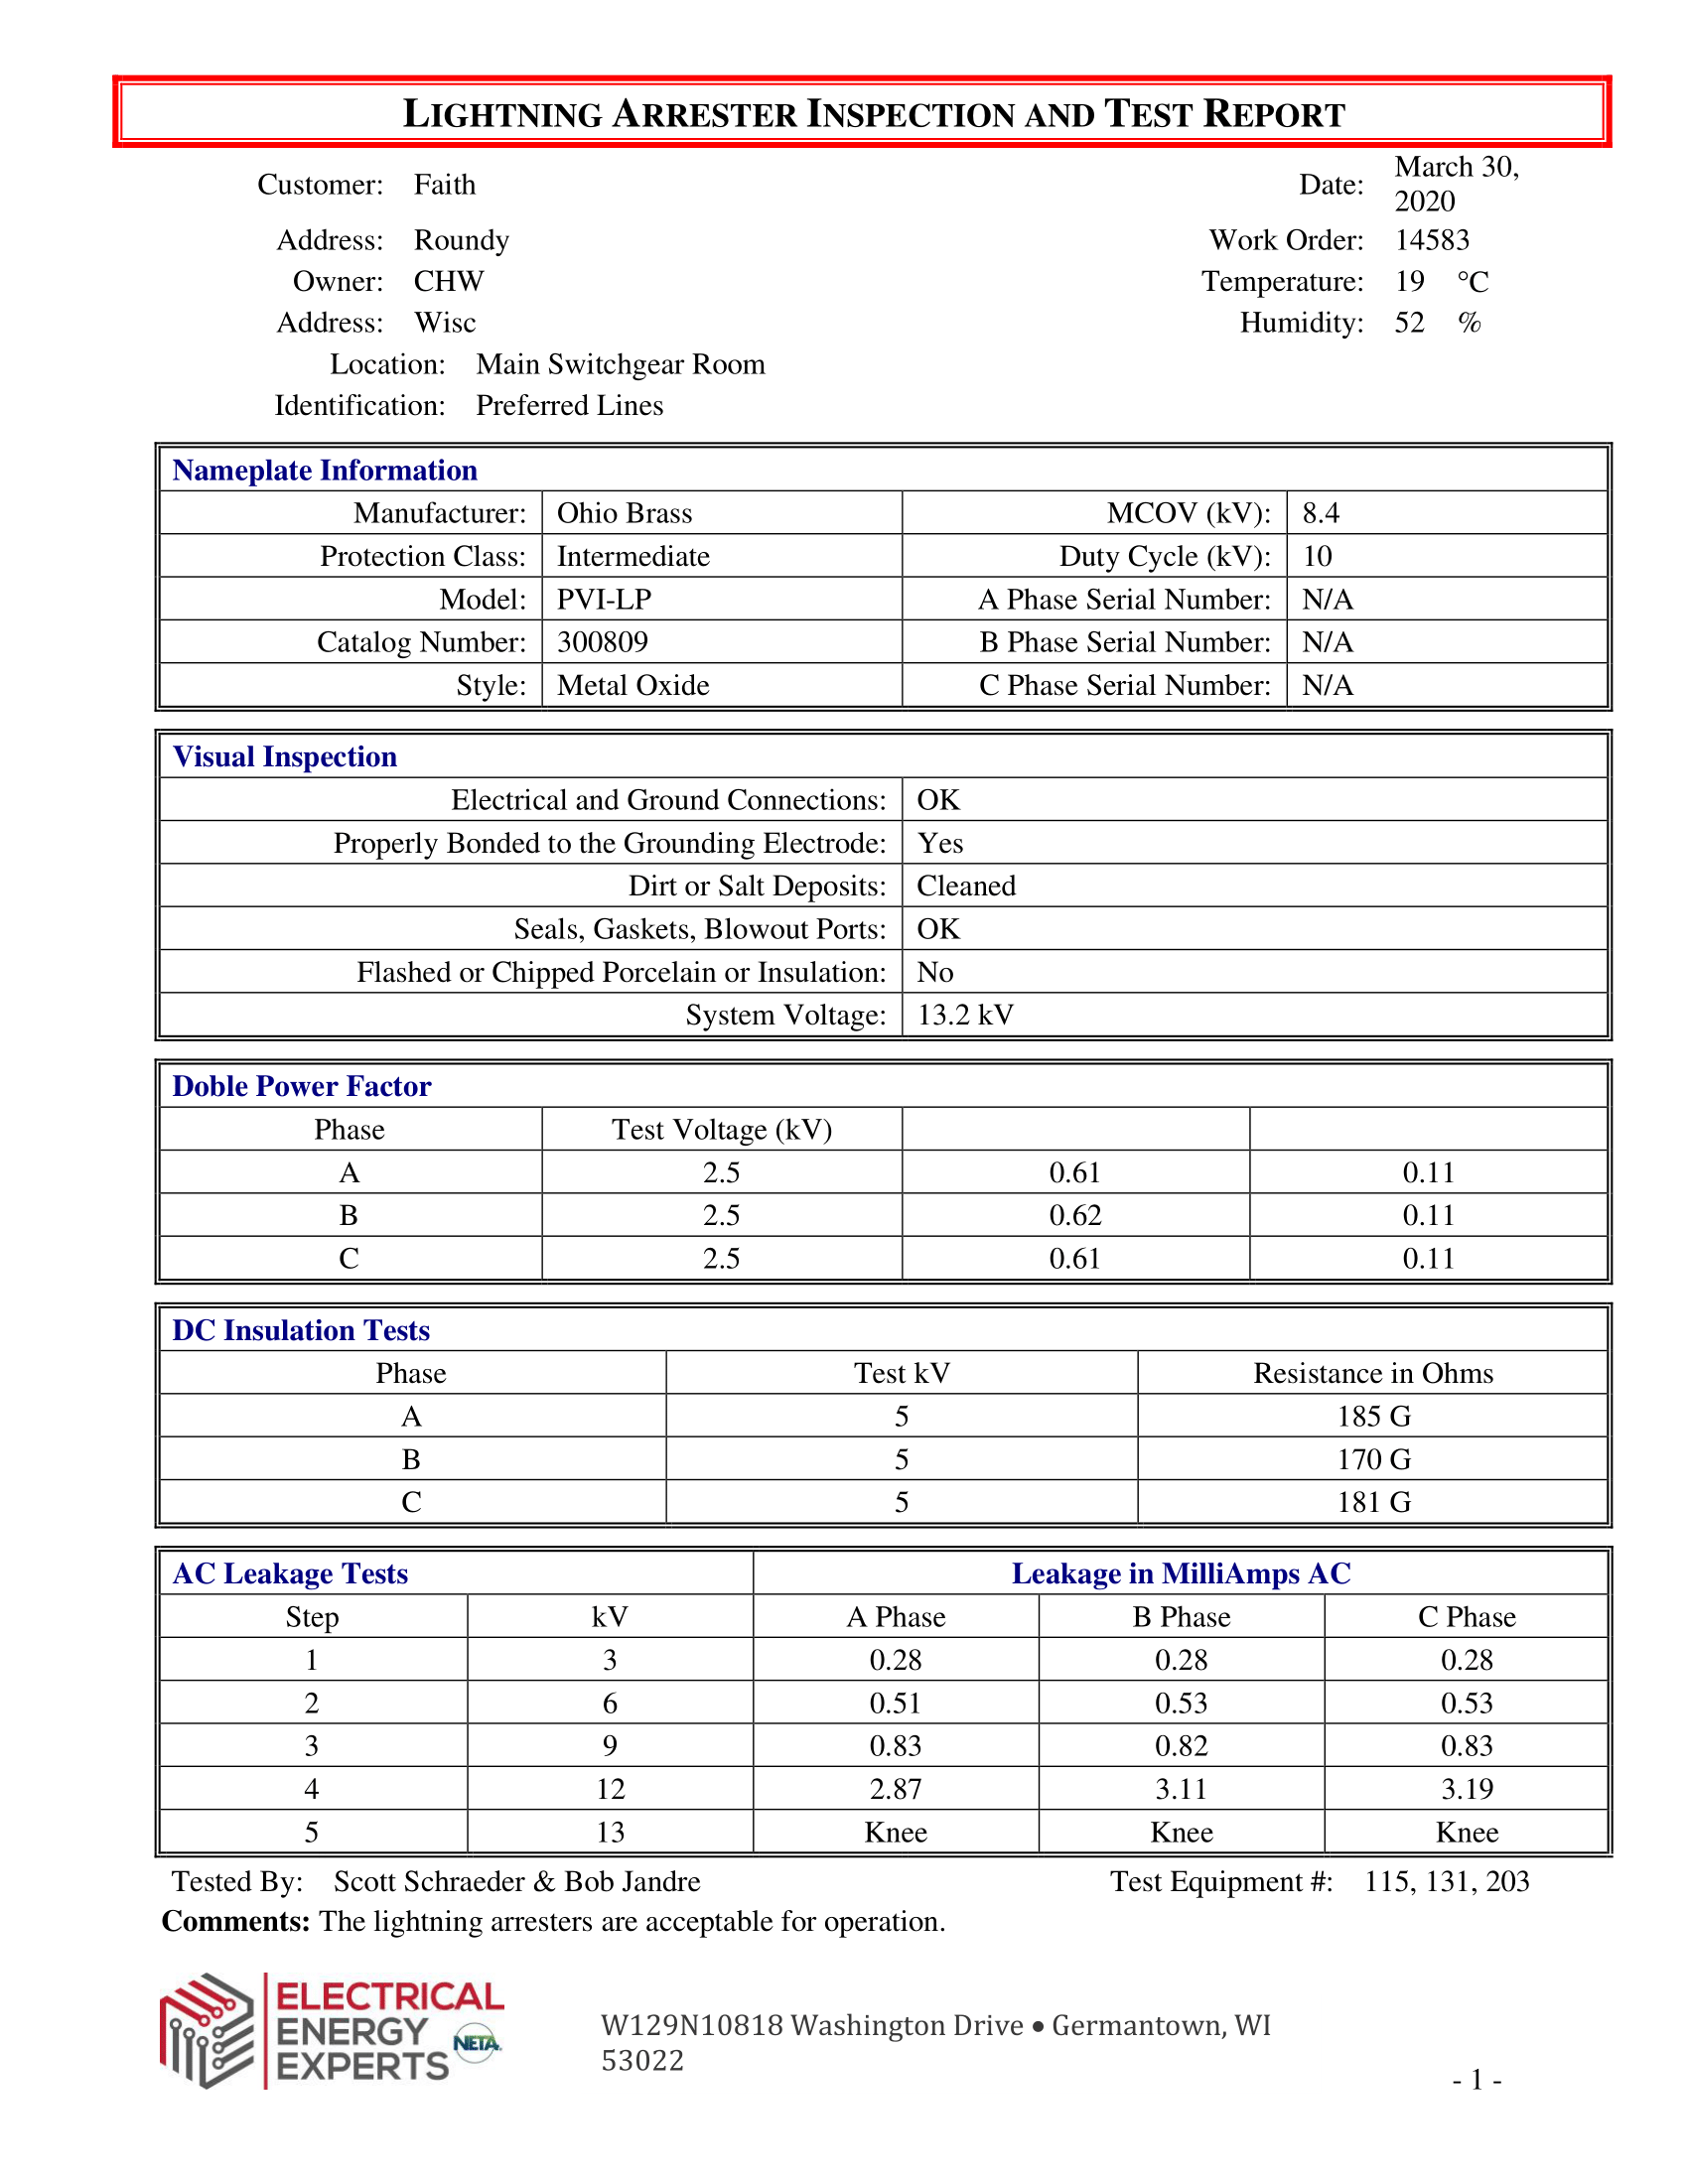 LIGHTNING ARRESTER INSPECTION AND TEST REPORT
Customer: Faith Date: March 30, 2020
Address: Roundy Work Order: 14583
Owner: CHW Temperature: 19 °C
Address: Wisc Humidity: 52 %
Location: Main Switchgear Room
Identification: Preferred Lines
Nameplate Information
Manufacturer: Ohio Brass MCOV (kV): 8.4
Protection Class: Intermediate Duty Cycle (kV): 10
Model: PVI-LP A Phase Serial Number: N/A
Catalog Number: 300809 B Phase Serial Number: N/A
Style: Metal Oxide C Phase Serial Number: N/A
Visual Inspection
Electrical and Ground Connections: OK
Properly Bonded to the Grounding Electrode: Yes
Dirt or Salt Deposits: Cleaned
Seals, Gaskets, Blowout Ports: OK
Flashed or Chipped Porcelain or Insulation: No
System Voltage: 13.2 kV
Doble Power Factor
Phase Test Voltage (kV)
A 2.5 0.61 0.11
B 2.5 0.62 0.11
C 2.5 0.61 0.11
DC Insulation Tests
Phase Test kV Resistance in Ohms
A 5 185 G
B 5 170 G
C 5 181 G
AC Leakage Tests Leakage in MilliAmps AC
Step kV A Phase B Phase C Phase
1 3 0.28 0.28 0.28
2 6 0.51 0.53 0.53
3 9 0.83 0.82 0.83
4 12 2.87 3.11 3.19
5 13 Knee Knee Knee
Tested By: Scott Schraeder & Bob Jandre Test Equipment #: 115, 131, 203
Comments: The lightning arresters are acceptable for operation.
ELECTRICAL
ENERGY
EXPERTS
NETA
W129N10818 Washington Drive • Germantown, WI
53022
- 1 -